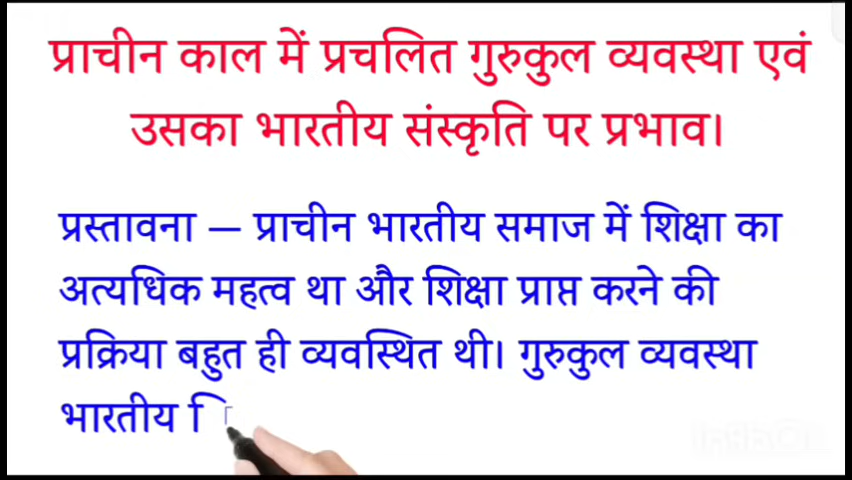 प्राचीन काल में प्रचलित गुरुकुल व्यवस्था एवं
उसका भारतीय संस्कृति पर प्रभाव।
प्रस्तावना — प्राचीन भारतीय समाज में शिक्षा का
अत्यधिक महत्व था और शिक्षा प्राप्त करने की
प्रक्रिया बहुत ही व्यवस्थित थी। गुरुकुल व्यवस्था
भारतीय